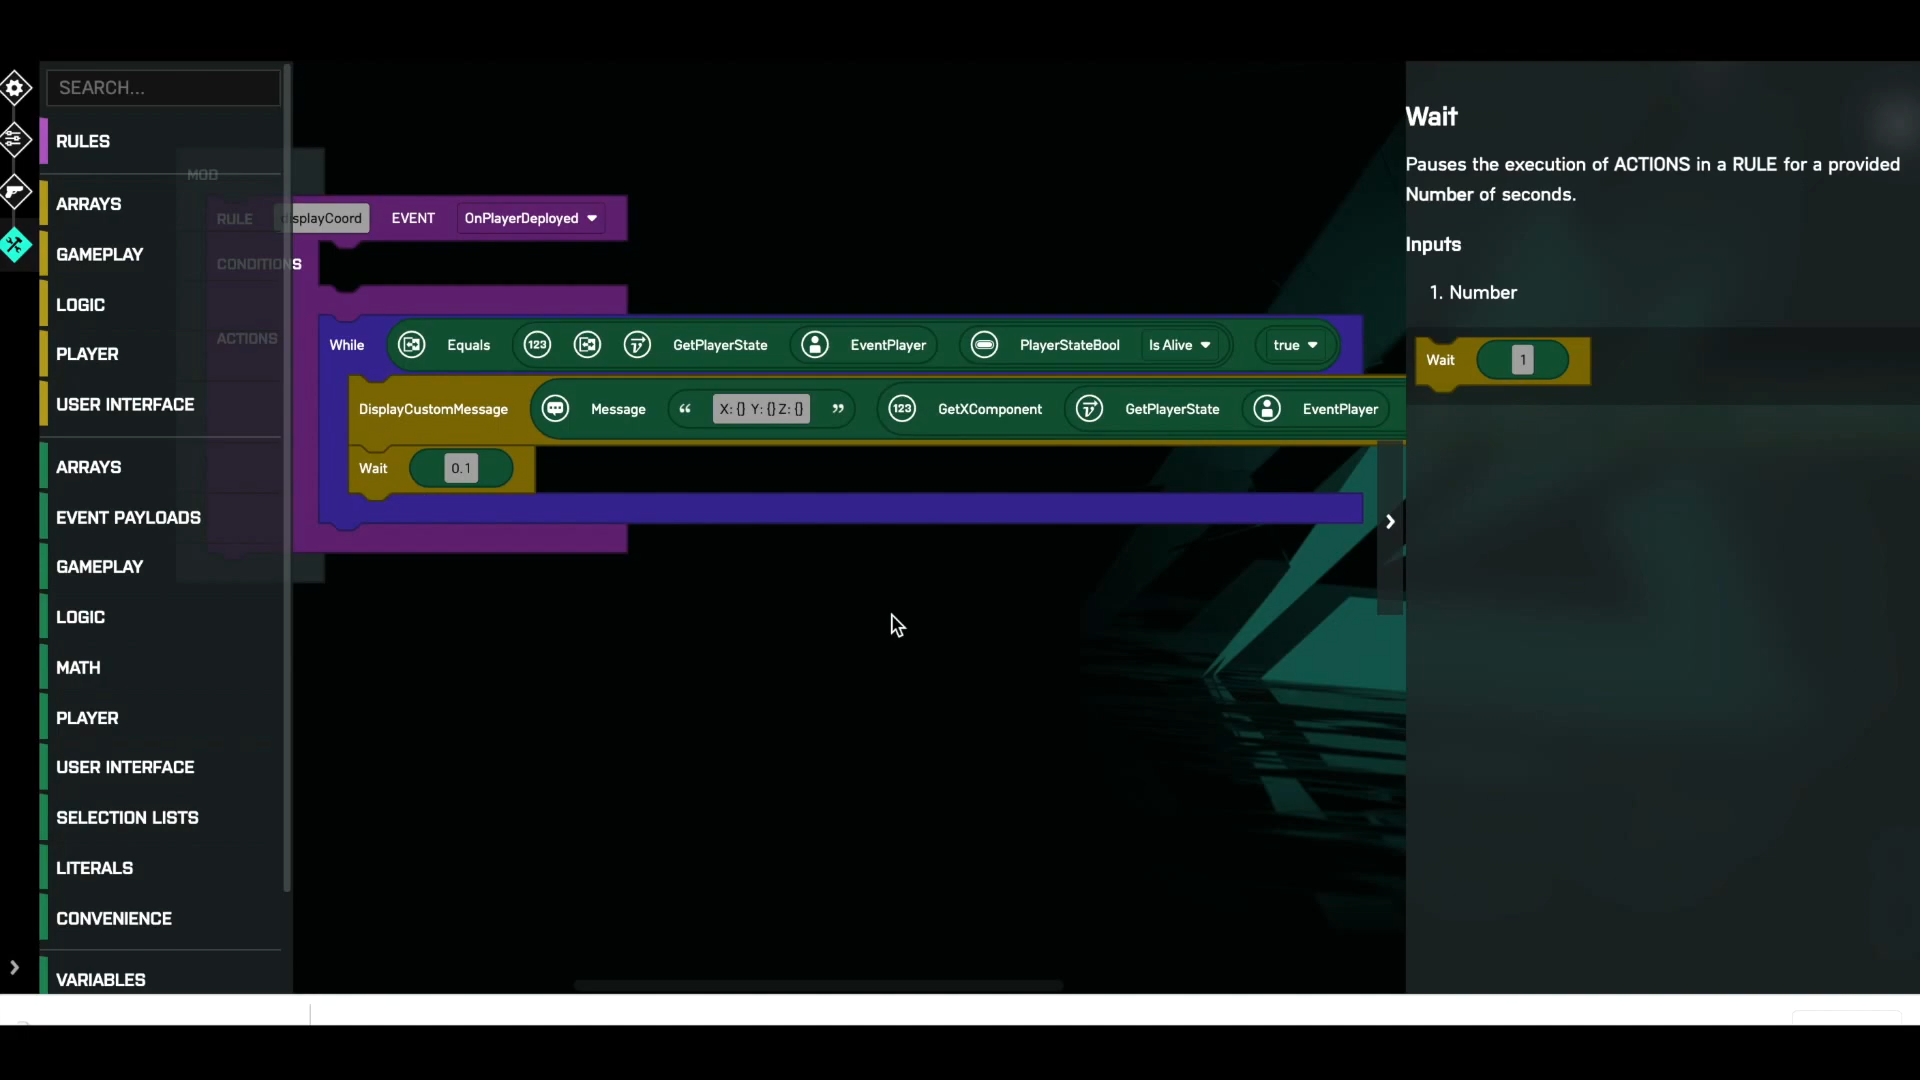 SEARCH...
RULES
ARRAYS
GAMEPLAY
LOGIC
PLAYER
USER INTERFACE
ARRAYS
EVENT PAYLOADS
GAMEPLAY
LOGIC
MATH
PLAYER
USER INTERFACE
SELECTION LISTS
LITERALS
CONVENIENCE
VARIABLES
MOD
RULE displayCoord EVENT OnPlayerDeployed
CONDITIONS
ACTIONS
While Equals 123 GetPlayerState EventPlayer PlayerStateBool Is Alive true
DisplayCustomMessage Message “ X: {} Y: {} Z: {} ” 123 GetXComponent GetPlayerState EventPlayer
Wait 0.1
Wait
Pauses the execution of ACTIONS in a RULE for a provided
Number of seconds.
Inputs
1. Number
Wait 1